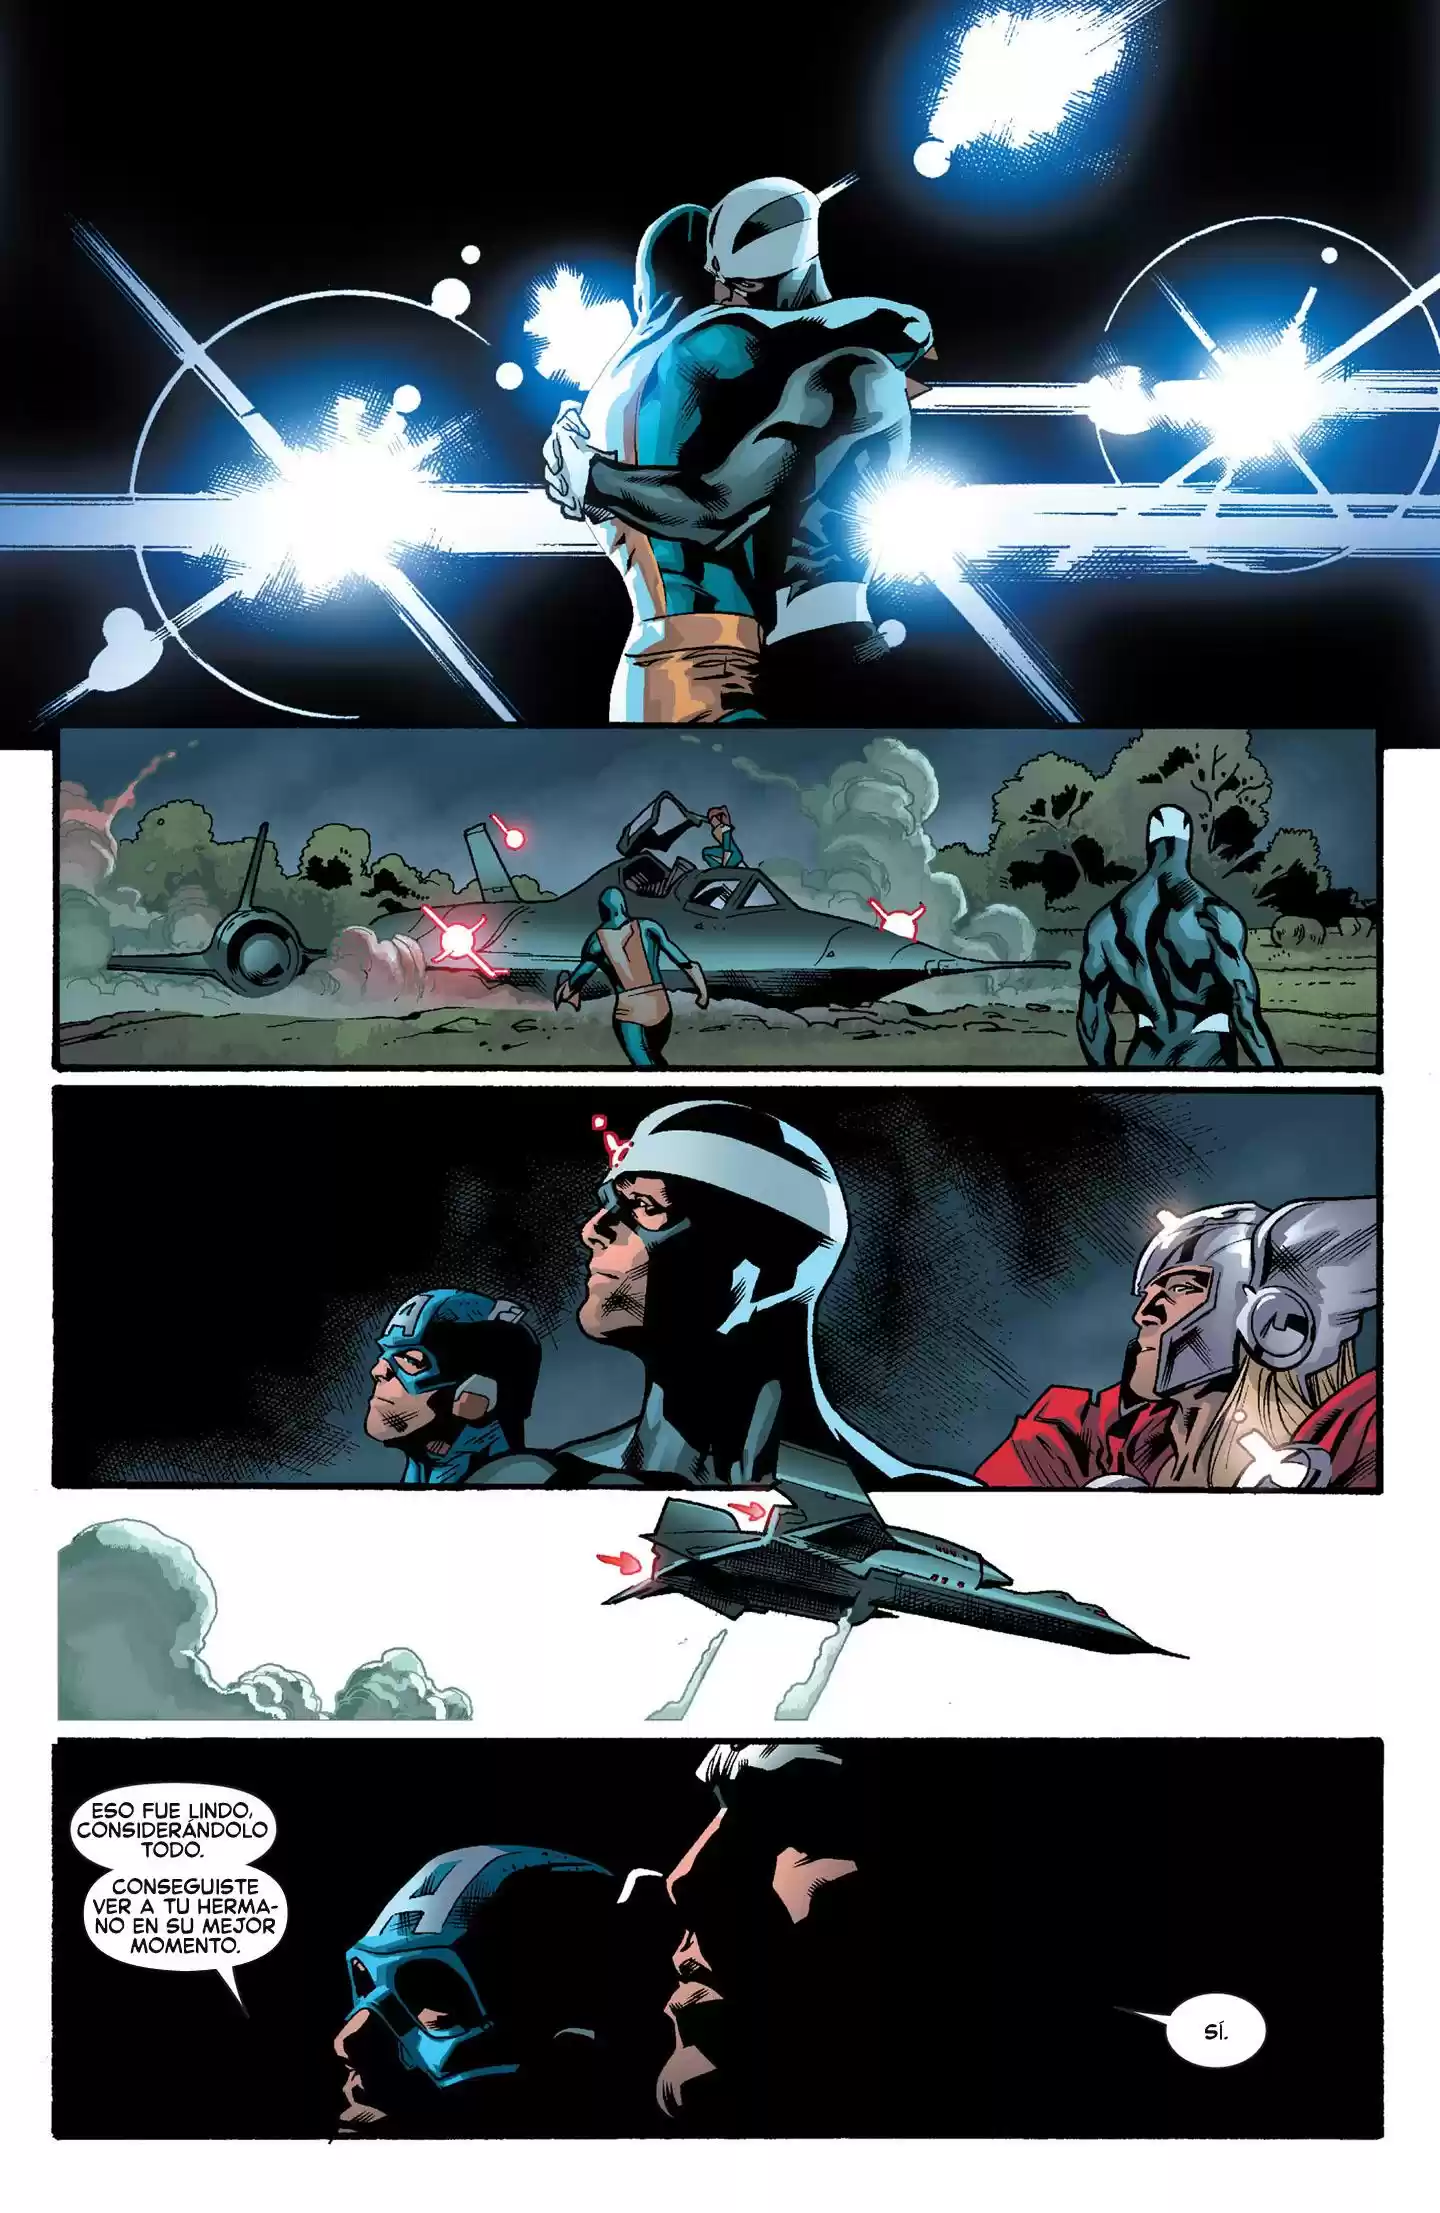 ESO FUE LINDO,
CONSIDERÁNDOLO
TODO.
CONSEGUISTE
VER A TU HERMA-
NO EN SU MEJOR
MOMENTO.
SÍ.